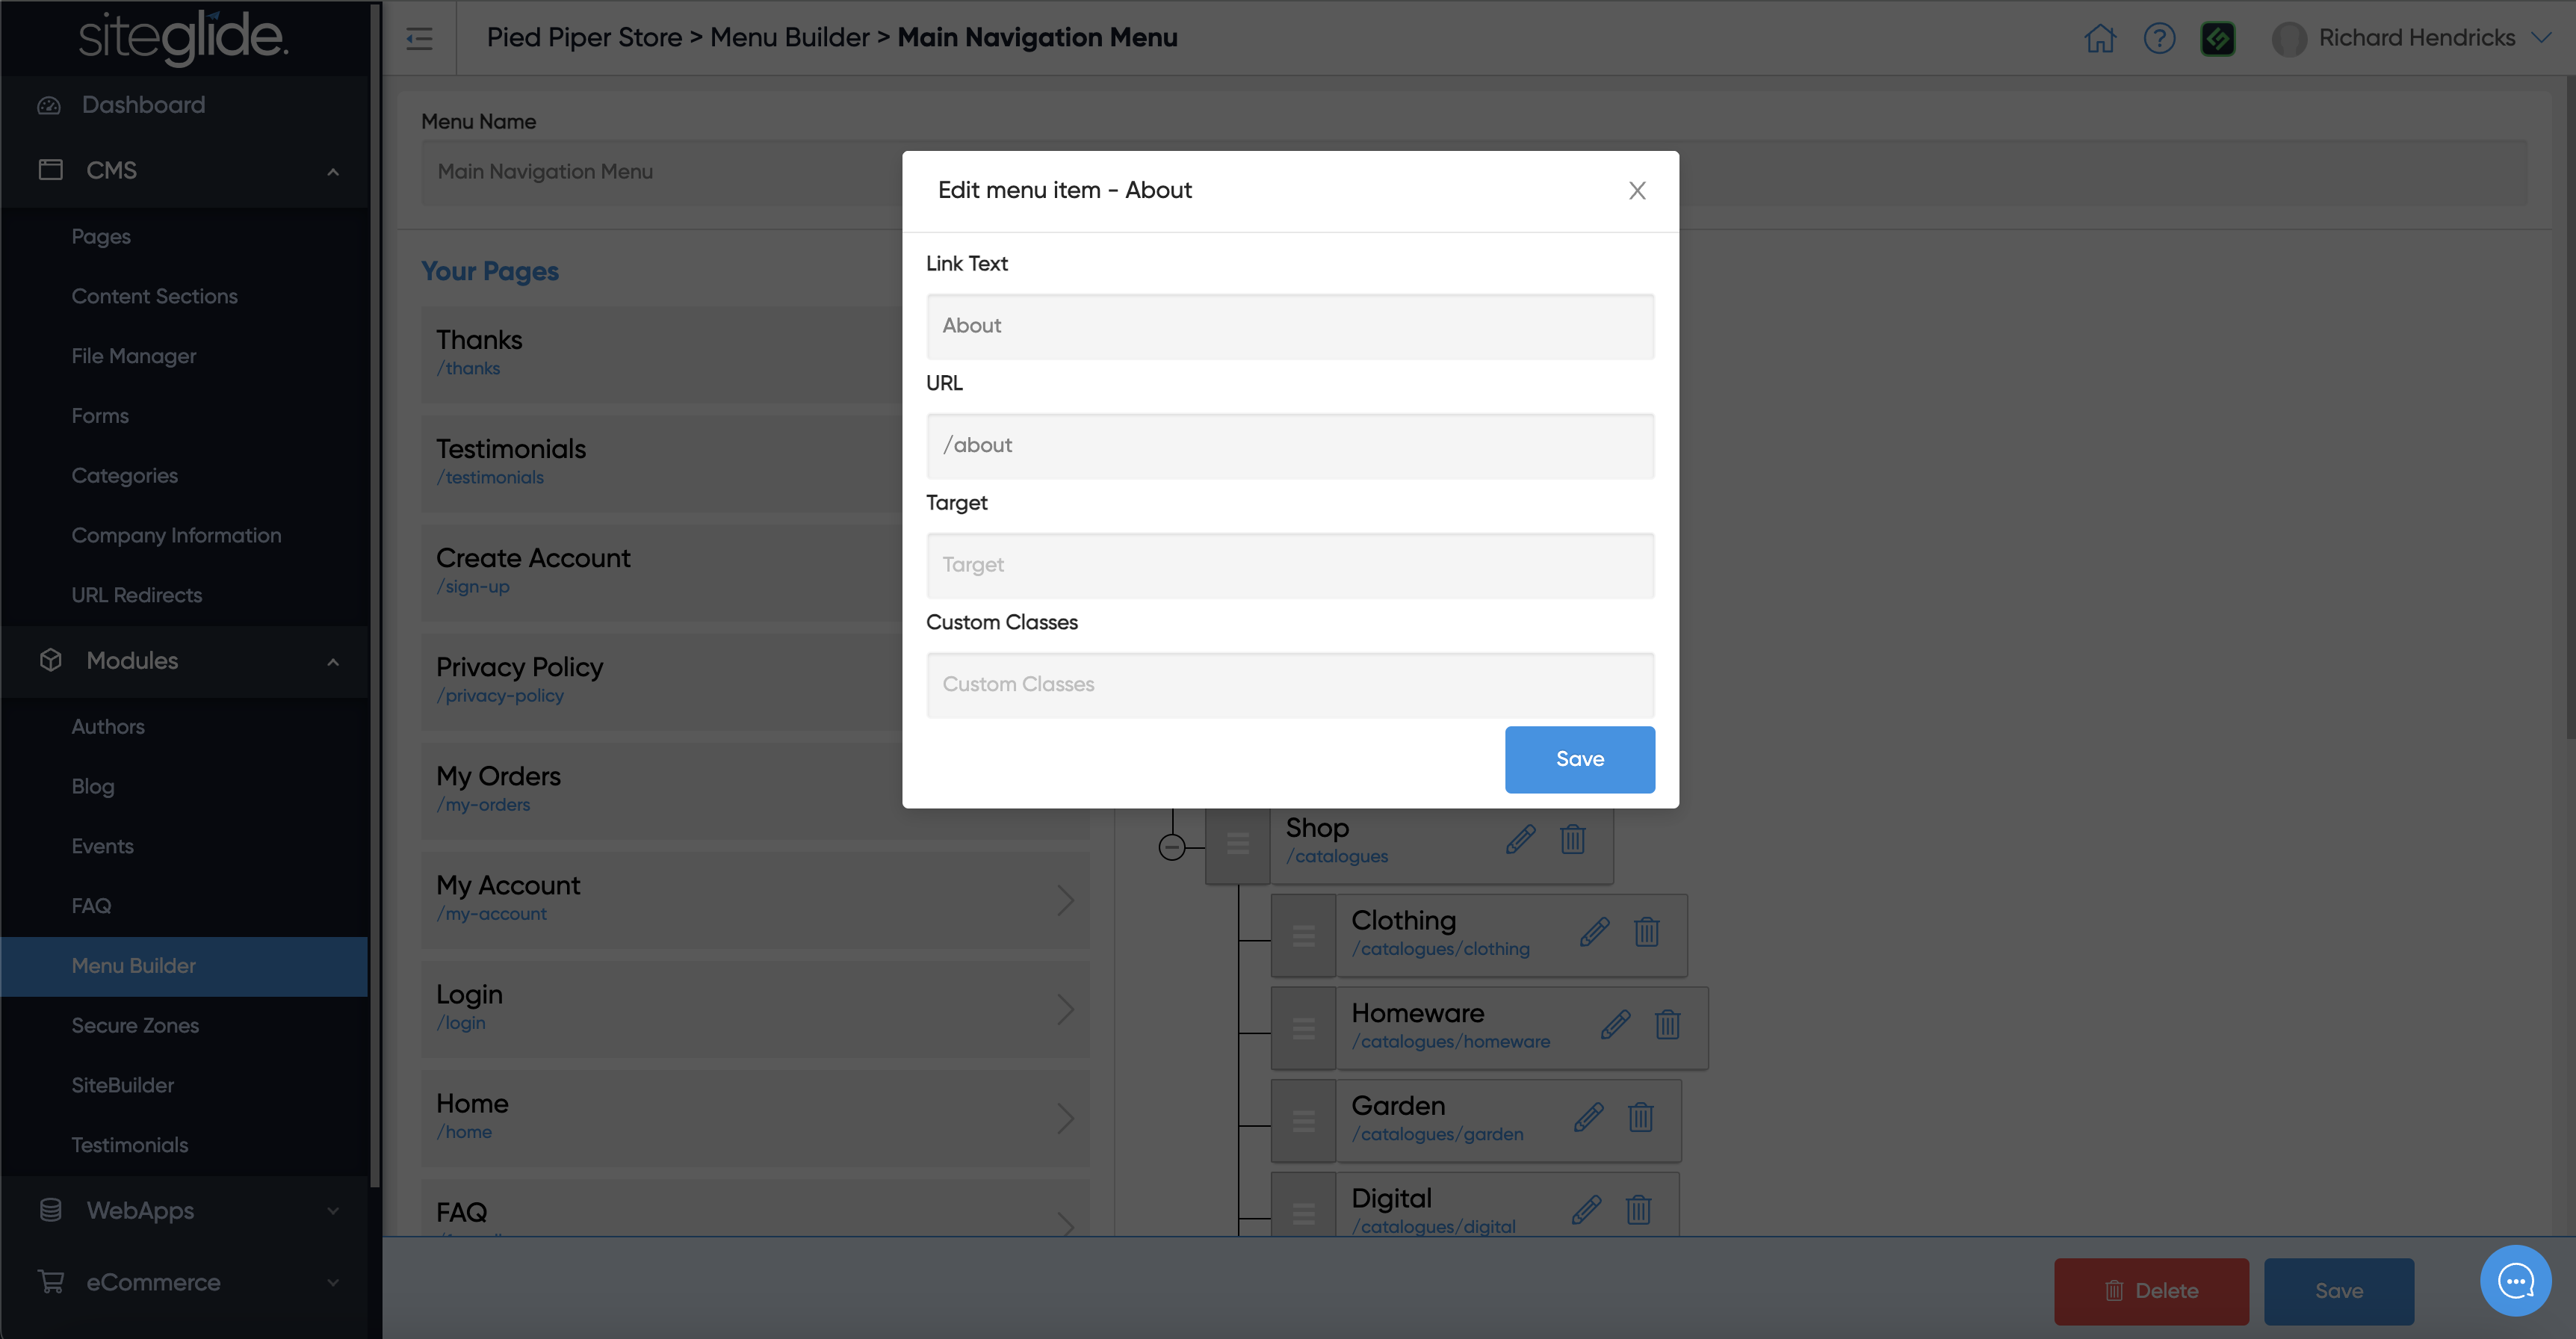 siteglide.
Pied Piper Store > Menu Builder > Main Navigation Menu
Richard Hendricks
Dashboard
CMS
Pages
Content Sections
File Manager
Forms
Categories
Company Information
URL Redirects
Modules
Authors
Blog
Events
FAQ
Menu Builder
Secure Zones
SiteBuilder
Testimonials
WebApps
eCommerce
Menu Name
Main Navigation Menu
Your Pages
Thanks
/thanks
Testimonials
/testimonials
Create Account
/sign-up
Privacy Policy
/privacy-policy
My Orders
/my-orders
My Account
/my-account
Login
/login
Home
/home
FAQ
Edit menu item - About
X
Link Text
About
URL
/about
Target
Target
Custom Classes
Custom Classes
Save
Shop
/catalogues
Clothing
/catalogues/clothing
Homeware
/catalogues/homeware
Garden
/catalogues/garden
Digital
/catalogues/digital
Delete
Save